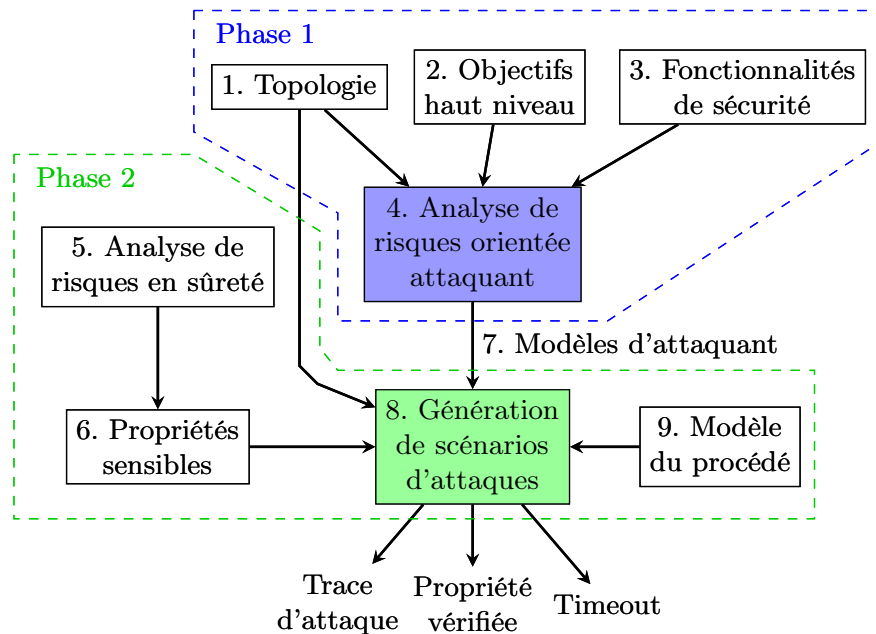 Phase 1
1. Topologie
2. Objectifs
haut niveau
3. Fonctionnalités
de sécurité
Phase 2
4. Analyse de
risques orientée
attaquant
5. Analyse de
risques en sûreté
7. Modèles d'attaquant
6. Propriétés
sensibles
8. Génération
de scénarios
d'attaques
9. Modèle
du procédé
Trace
d'attaque
Propriété
vérifiée
Timeout